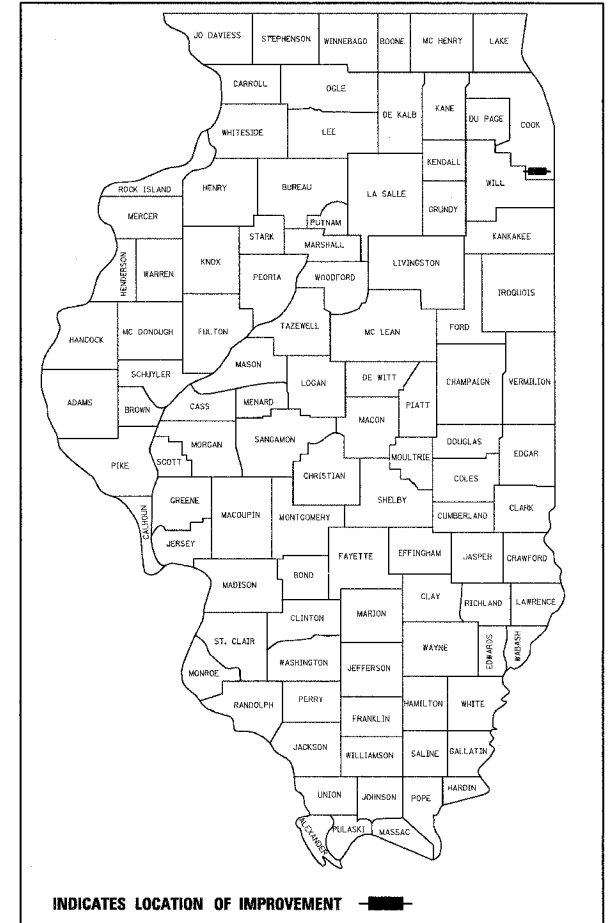 JO DAVIESS STEPHENSON WINNEBAGO BOONE MC HENRY LAKE
CARROLL OGLE
DE KALB KANE DU PAGE COOK
WHITESIDE LEE
KENDALL WILL
ROCK ISLAND HENRY BUREAU LA SALLE GRUNDY
MERCER PUTNAM KANKAKEE
STARK MARSHALL
HENDERSON WARREN KNOX PEORIA WOODFORD LIVINGSTON IROQUOIS
HANCOCK MC DONOUGH FULTON TAZEWELL MC LEAN FORD
MASON
SCHUYLER LOGAN DE WITT CHAMPAIGN VERMILION
ADAMS BROWN CASS MENARD MACON PIATT
MORGAN SANGAMON DOUGLAS EDGAR
PIKE SCOTT CHRISTIAN MOULTRIE COLES
SHELBY
GREENE MACOUPIN MONTGOMERY CUMBERLAND CLARK
CALHOUN JERSEY
FAYETTE EFFINGHAM JASPER CRAWFORD
MADISON BOND
CLAY RICHLAND LAWRENCE
CLINTON MARION
ST. CLAIR WAYNE EDWARDS WABASH
WASHINGTON JEFFERSON
MONROE
RANDOLPH PERRY HAMILTON WHITE
FRANKLIN
JACKSON WILLIAMSON SALINE GALLATIN
UNION JOHNSON POPE HARDIN
ALEXANDER PULASKI MASSAC
INDICATES LOCATION OF IMPROVEMENT